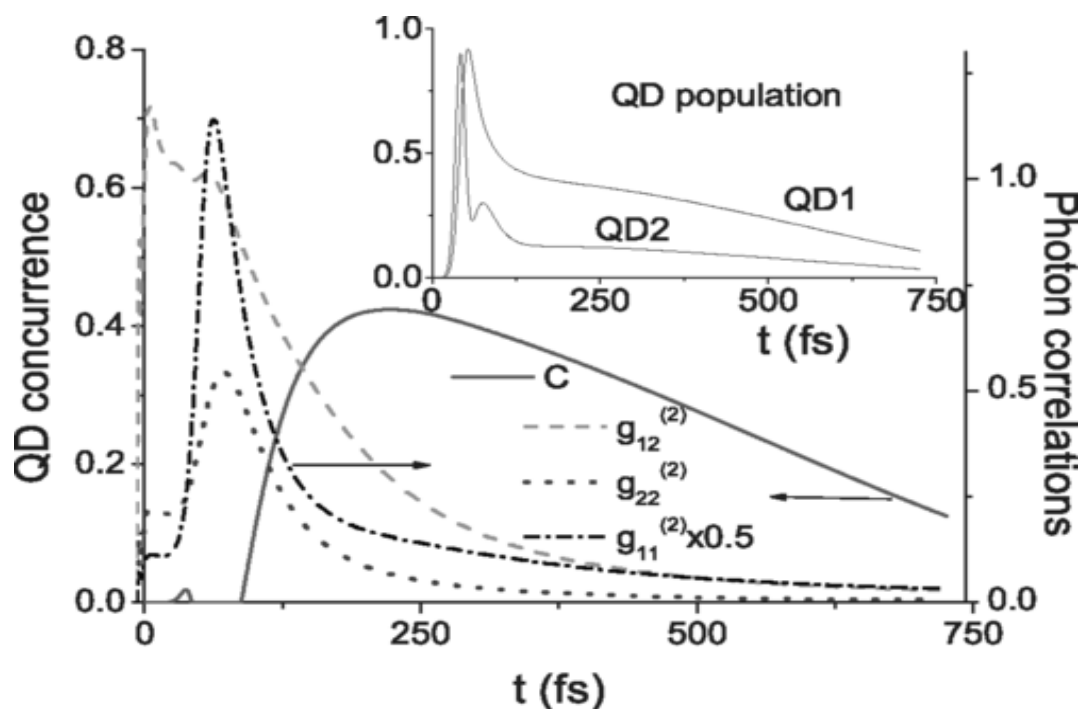 0.8
0.6
0.4
0.2
0.0
QD concurrence
0
250
500
750
t (fs)
1.0
0.5
0.0
Photon correlations
1.0
0.5
0.0
0
250
500
750
t (fs)
QD population
QD1
QD2
C
g12(2)
g22(2)
g11(2)x0.5